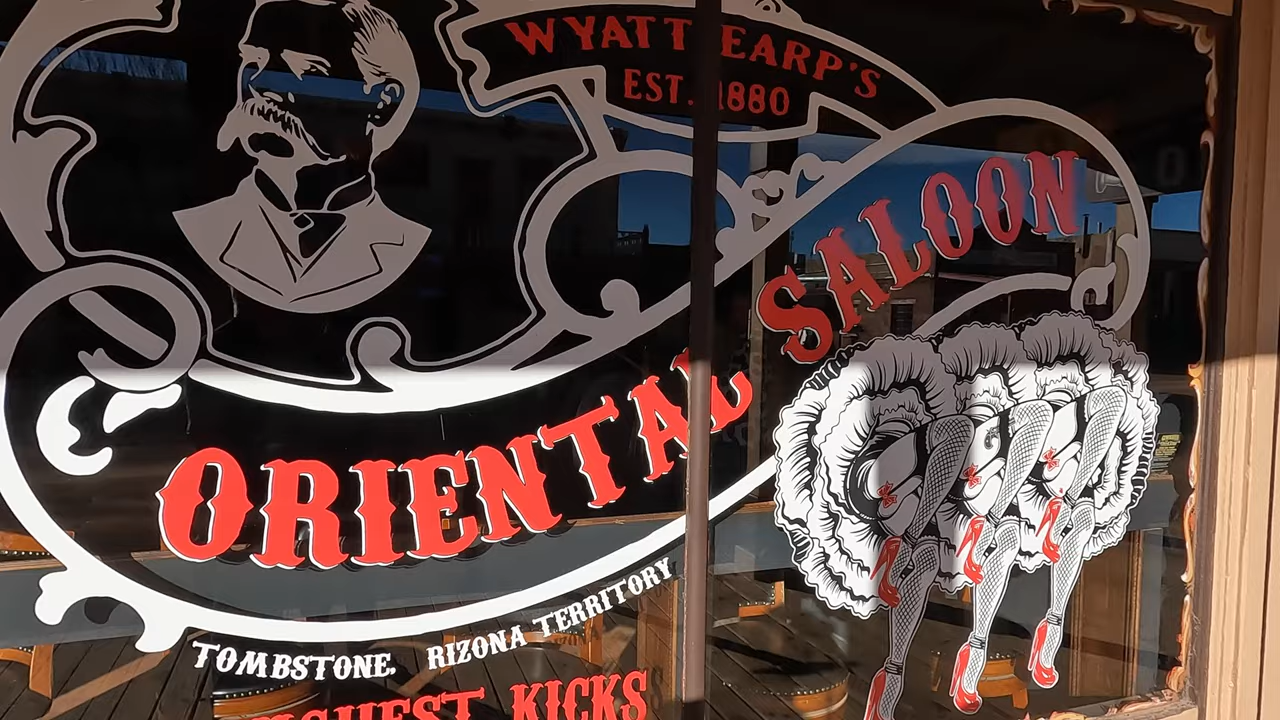 WYATT EARP'S
EST. 1880
ORIENTAL SALOON
TOMBSTONE, RIZONA TERRITORY
KICKS